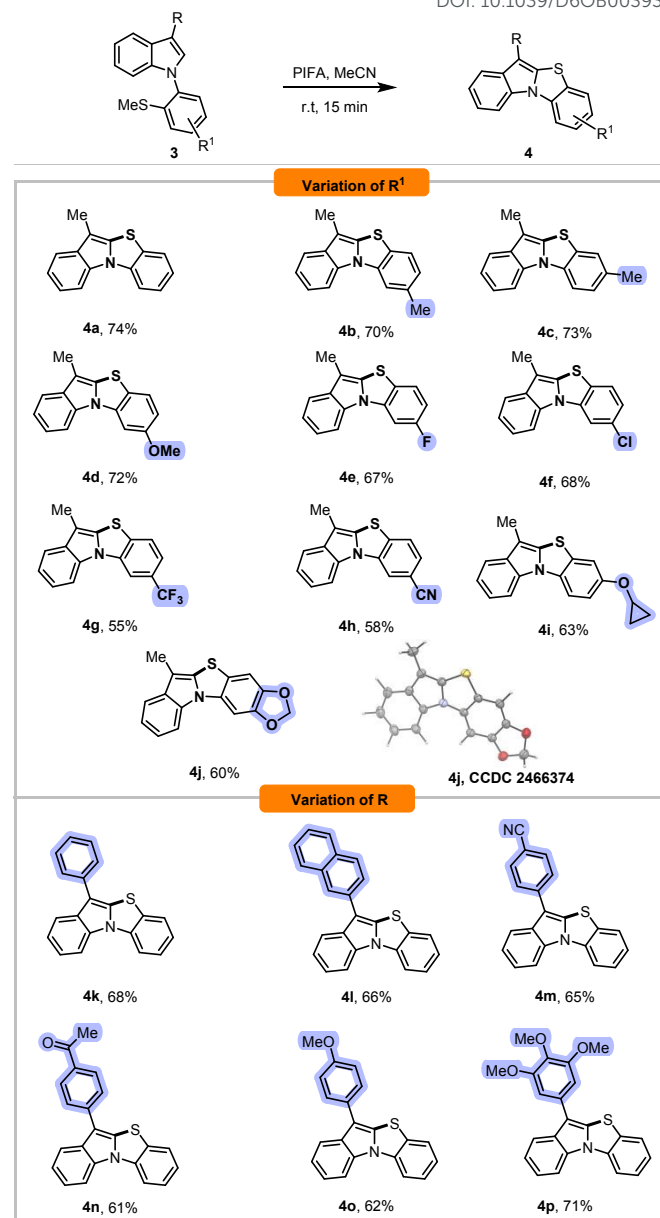 DOI: 10.1039/D6OB00393
R
N
MeS
R1
3
PIFA, MeCN
r.t, 15 min
R
S
N
R1
4
Variation of R1
Me
S
N
4a, 74%
Me
S
N
Me
4b, 70%
Me
S
N
Me
4c, 73%
Me
S
N
OMe
4d, 72%
Me
S
N
F
4e, 67%
Me
S
N
Cl
4f, 68%
Me
S
N
CF3
4g, 55%
Me
S
N
CN
4h, 58%
Me
S
N
O
4i, 63%
Me
S
N
O
O
4j, 60%
4j, CCDC 2466374
Variation of R
S
N
4k, 68%
S
N
4l, 66%
NC
S
N
4m, 65%
O
Me
S
N
4n, 61%
MeO
S
N
4o, 62%
MeO
MeO
OMe
S
N
4p, 71%